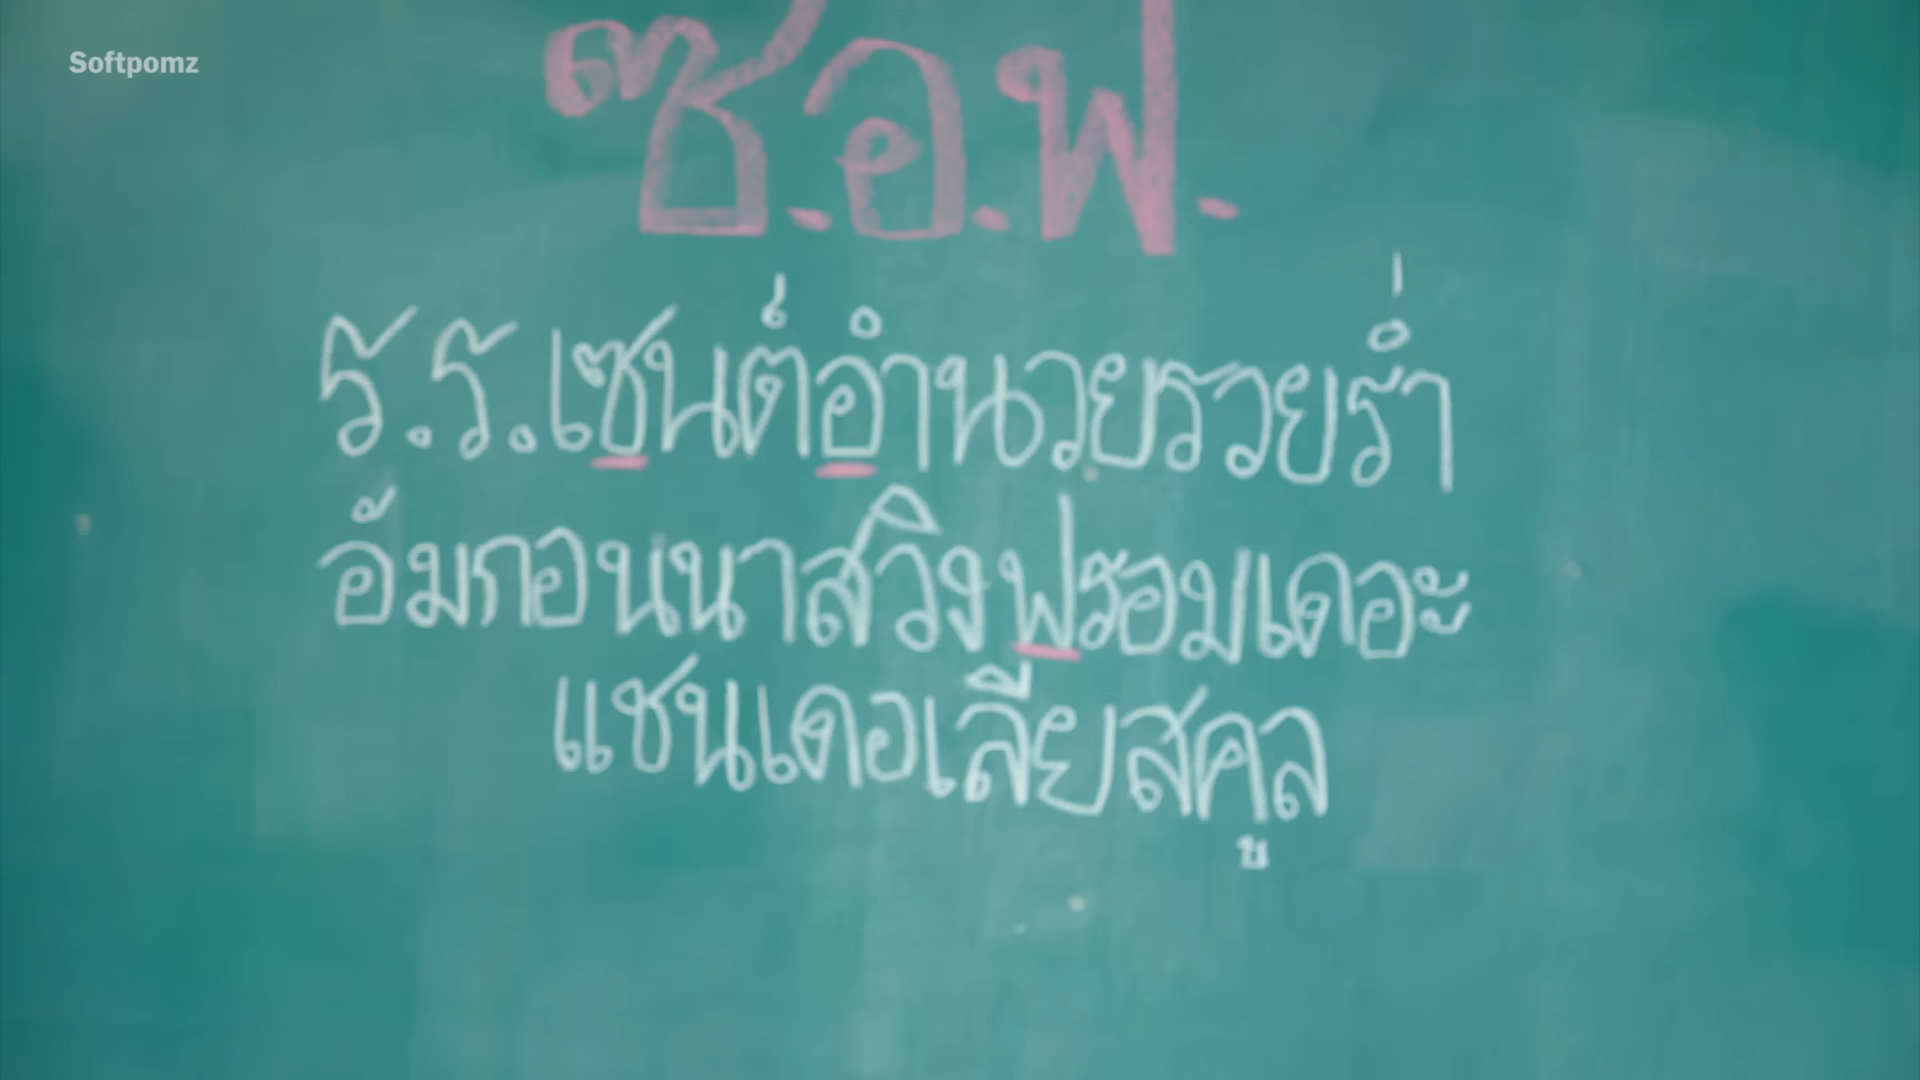 Softpomz
ซ.อ.ฟ.
ร.ร.เซนต์อำนวยรวยร่ำ
อัมกอนนาสวิงฟรอมเดอะ
แชนเดอเลียสคูล